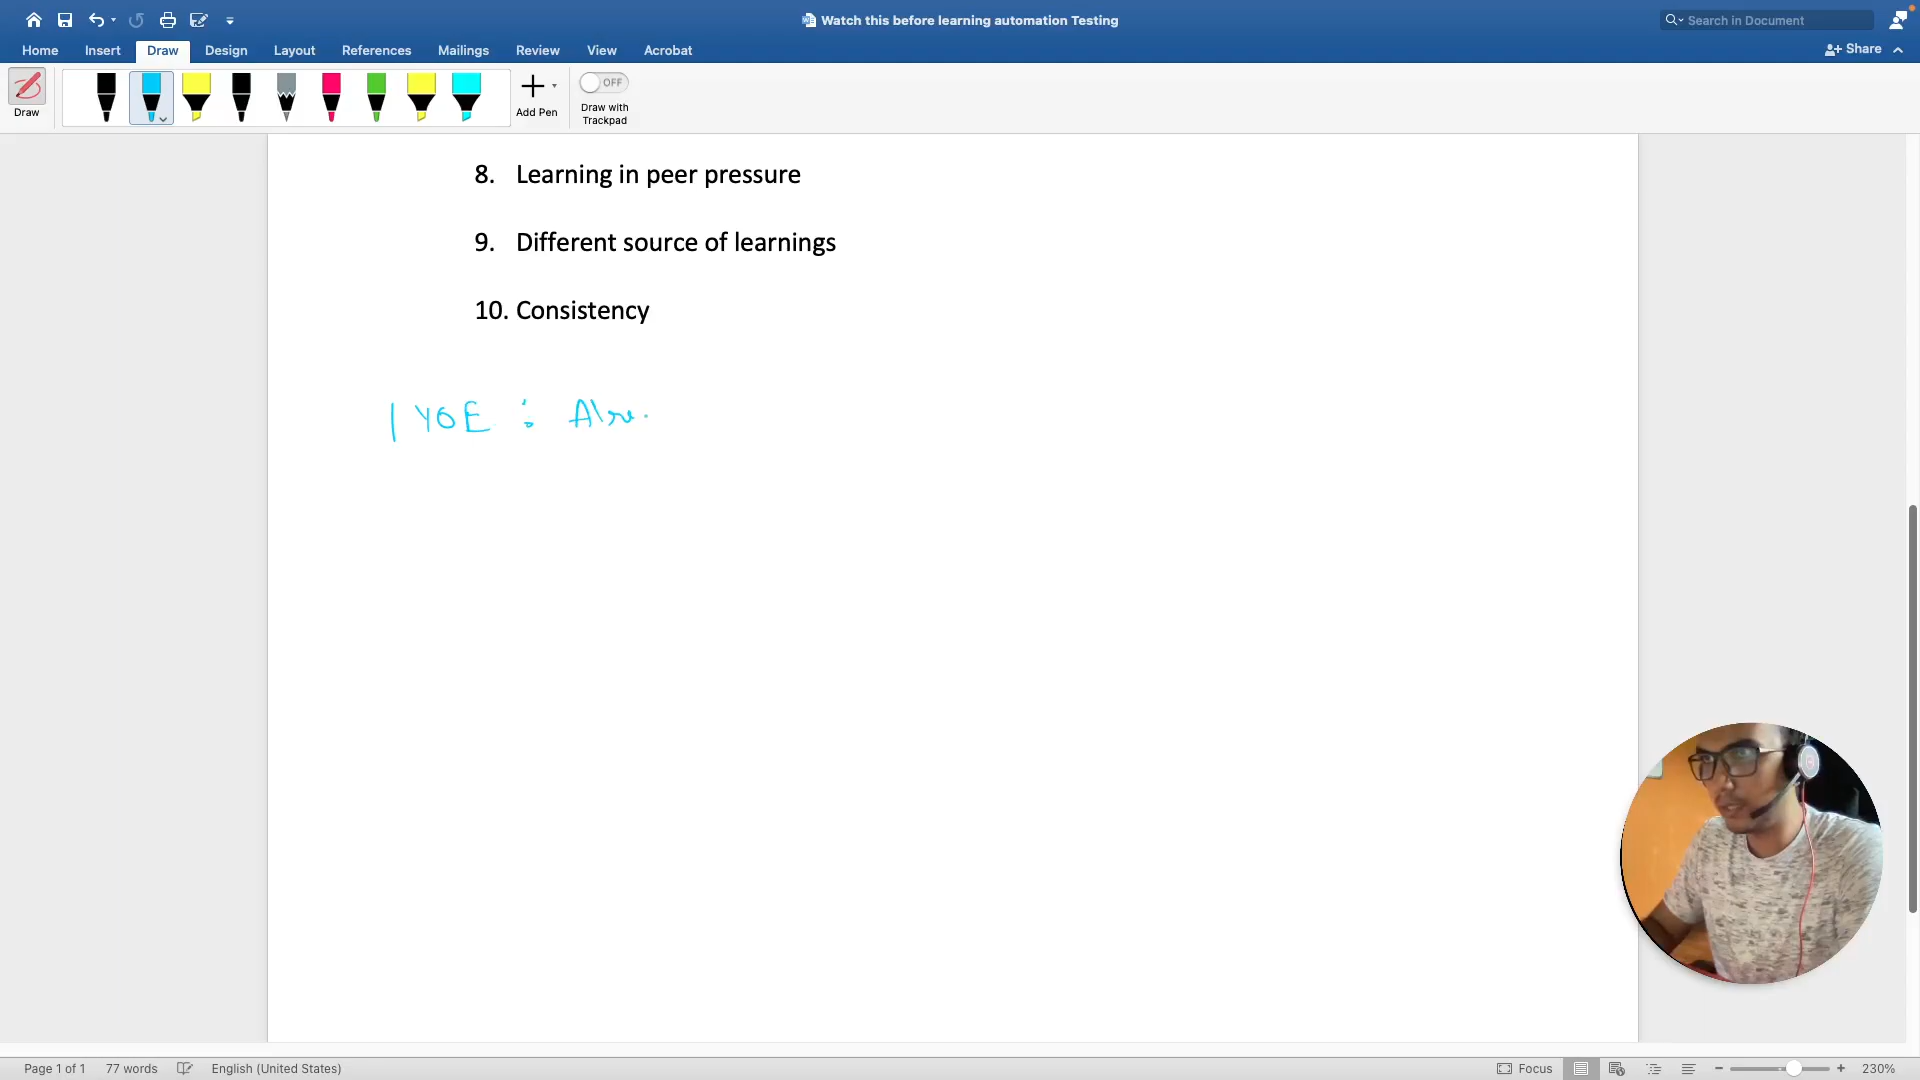 Watch this before learning automation Testing
Search in Document
Home Insert Draw Design Layout References Mailings Review View Acrobat
Share
OFF
Draw
Add Pen
Draw with
Trackpad
8. Learning in peer pressure
9. Different source of learnings
10. Consistency
1 YOE :
Page 1 of 1 77 words English (United States) Focus 230%